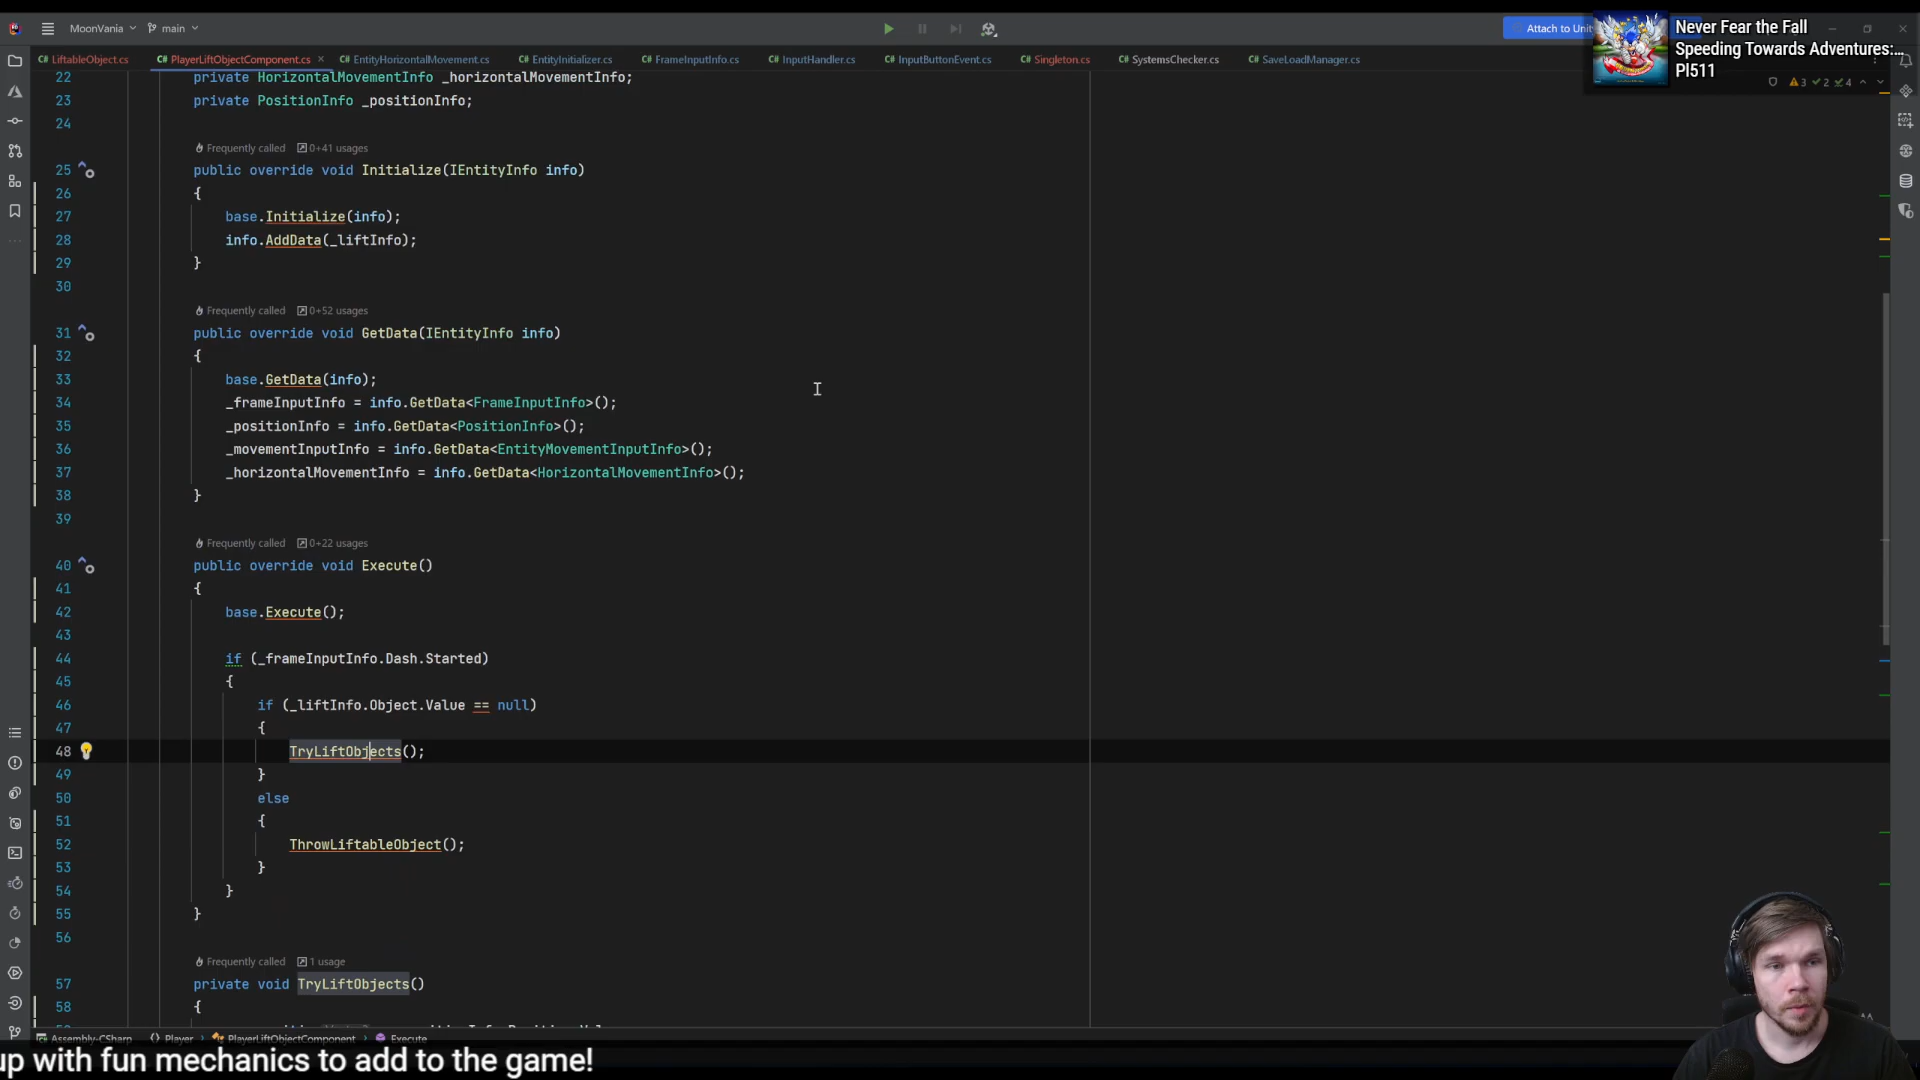 MoonVania
main
Attach to Unit
Never Fear the Fall
Speeding Towards Adventures:...
Pl511
LiftableObject.cs
PlayerLiftObjectComponent.cs
EntityHorizontalMovement.cs
EntityInitializer.cs
FrameInputInfo.cs
InputHandler.cs
InputButtonEvent.cs
Singleton.cs
SystemsChecker.cs
SaveLoadManager.cs
3 2 4
22 private HorizontalMovementInfo _horizontalMovementInfo;
23 private PositionInfo _positionInfo;
24
Frequently called 0+41 usages
25 public override void Initialize(IEntityInfo info)
26 {
27 base.Initialize(info);
28 info.AddData(_liftInfo);
29 }
30
Frequently called 0+52 usages
31 public override void GetData(IEntityInfo info)
32 {
33 base.GetData(info);
34 _frameInputInfo = info.GetData<FrameInputInfo>();
35 _positionInfo = info.GetData<PositionInfo>();
36 _movementInputInfo = info.GetData<EntityMovementInputInfo>();
37 _horizontalMovementInfo = info.GetData<HorizontalMovementInfo>();
38 }
39
Frequently called 0+22 usages
40 public override void Execute()
41 {
42 base.Execute();
43
44 if (_frameInputInfo.Dash.Started)
45 {
46 if (_liftInfo.Object.Value == null)
47 {
48 TryLiftObjects();
49 }
50 else
51 {
52 ThrowLiftableObject();
53 }
54 }
55 }
56
Frequently called 1 usage
57 private void TryLiftObjects()
58 {
Assembly-CSharp Player PlayerLiftObjectComponent Execute
up with fun mechanics to add to the game!